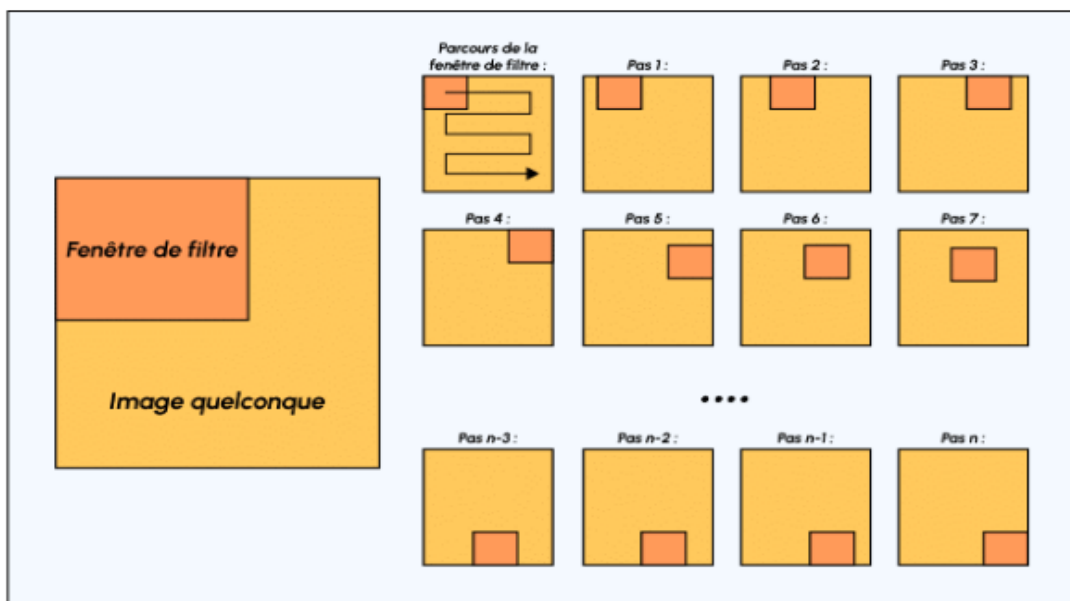 Parcours de la
fenêtre de filtre :
Pas 1 :
Pas 2 :
Pas 3 :
Fenêtre de filtre
Image quelconque
Pas 4 :
Pas 5 :
Pas 6 :
Pas 7 :
....
Pas n-3 :
Pas n-2 :
Pas n-1 :
Pas n :